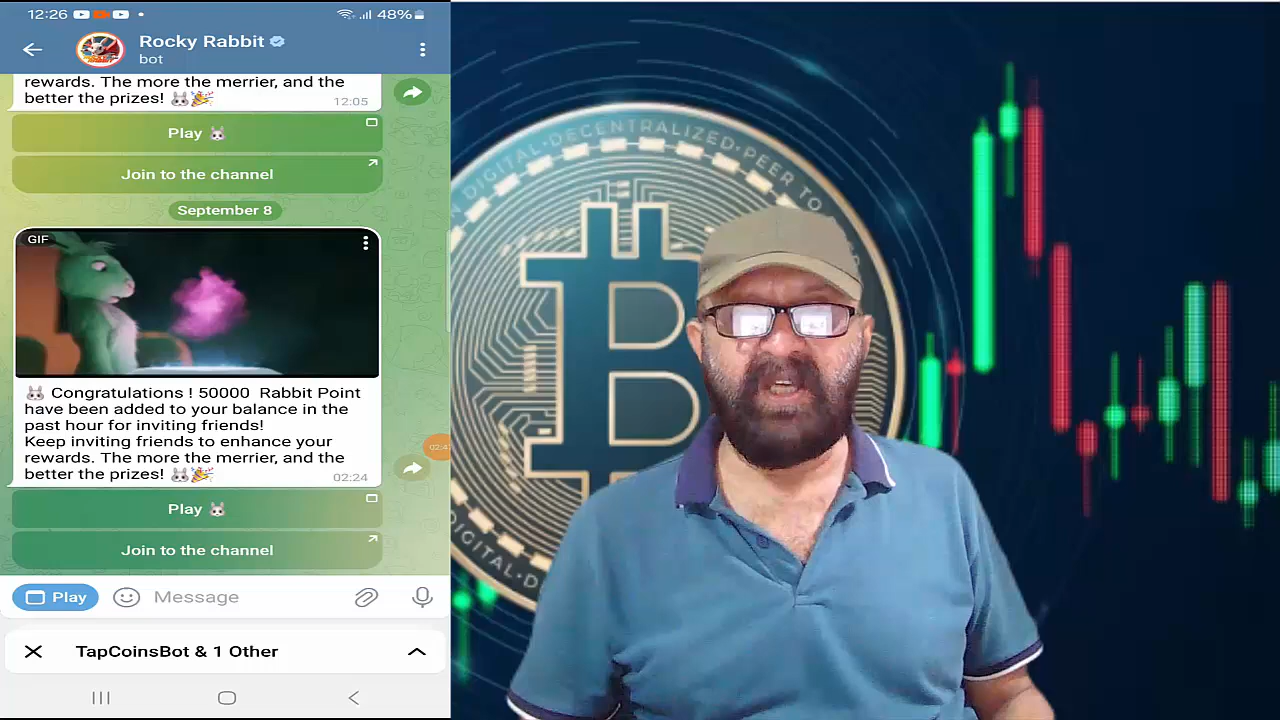 12:26
48%
Rocky Rabbit
bot
rewards. The more the merrier, and the
better the prizes! 🐰🎉
12:05
Play 🐰
Join to the channel
September 8
GIF
🐰 Congratulations ! 50000 Rabbit Point
have been added to your balance in the
past hour for inviting friends!
Keep inviting friends to enhance your
rewards. The more the merrier, and the
better the prizes! 🐰🎉
02:24
Play 🐰
Join to the channel
Play
Message
TapCoinsBot & 1 Other
DIGITAL • DECENTRALIZED • PEER TO
B
DIGITAL • D